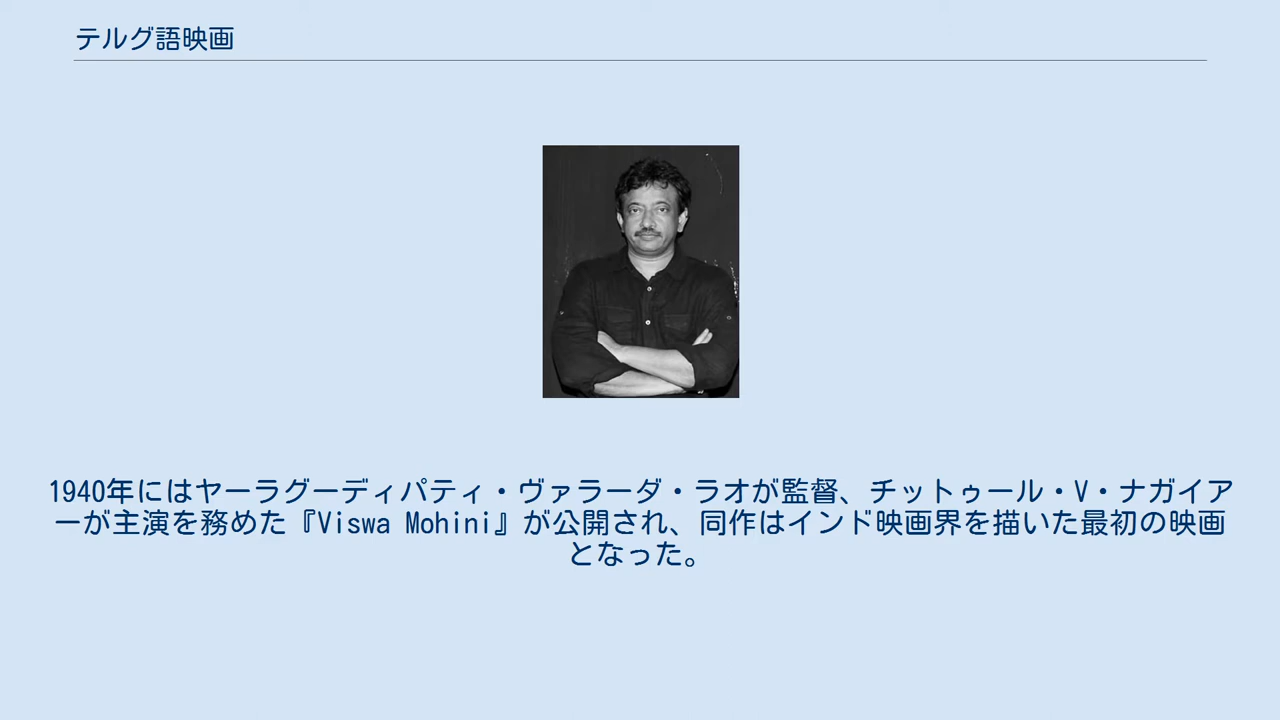 テルグ語映画
1940年にはヤーラグーディパティ・ヴァラーダ・ラオが監督、チットゥール・V・ナガイア
ーが主演を務めた『Viswa Mohini』が公開され、同作はインド映画界を描いた最初の映画
となった。